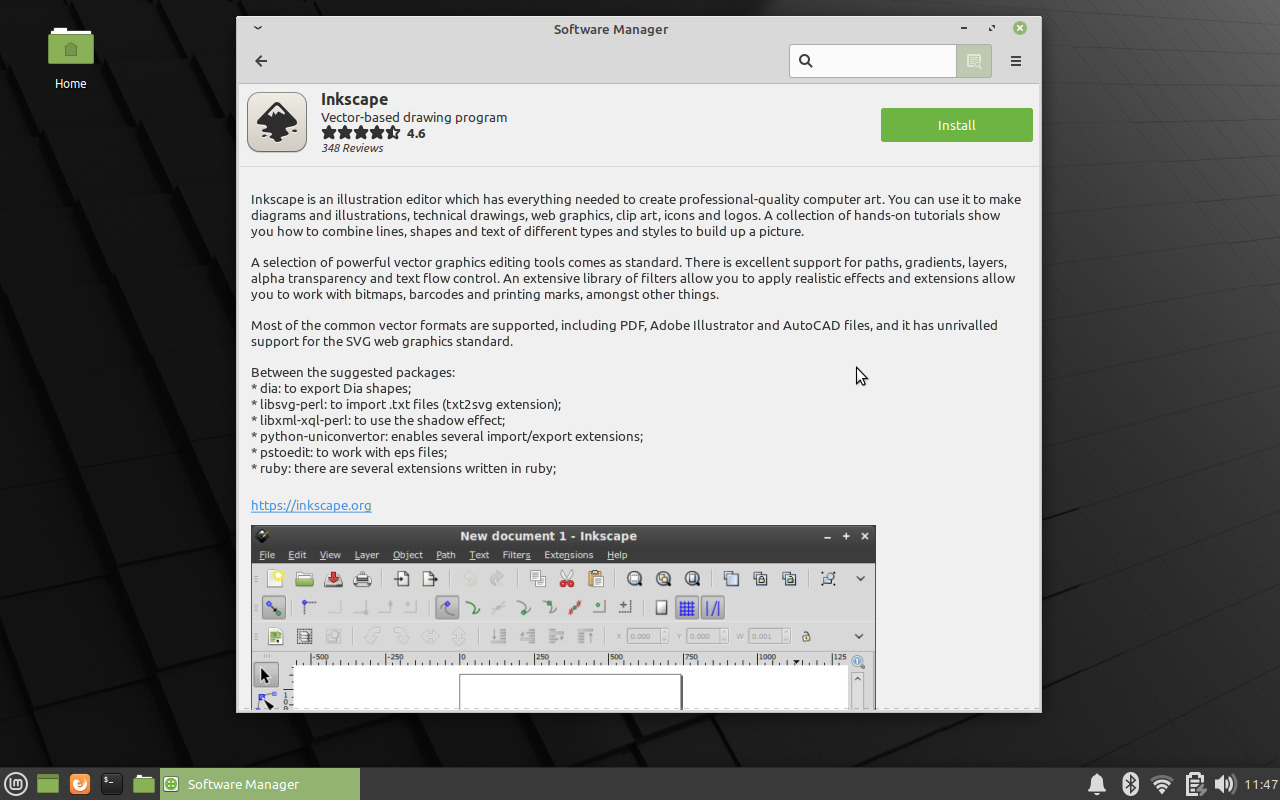 Software Manager
Home
Inkscape
Vector-based drawing program
4.6
348 Reviews
Install
Inkscape is an illustration editor which has everything needed to create professional-quality computer art. You can use it to make
diagrams and illustrations, technical drawings, web graphics, clip art, icons and logos. A collection of hands-on tutorials show
you how to combine lines, shapes and text of different types and styles to build up a picture.
A selection of powerful vector graphics editing tools comes as standard. There is excellent support for paths, gradients, layers,
alpha transparency and text flow control. An extensive library of filters allow you to apply realistic effects and extensions allow
you to work with bitmaps, barcodes and printing marks, amongst other things.
Most of the common vector formats are supported, including PDF, Adobe Illustrator and AutoCAD files, and it has unrivalled
support for the SVG web graphics standard.
Between the suggested packages:
* dia: to export Dia shapes;
* libsvg-perl: to import .txt files (txt2svg extension);
* libxml-xql-perl: to use the shadow effect;
* python-uniconvertor: enables several import/export extensions;
* pstoedit: to work with eps files;
* ruby: there are several extensions written in ruby;
https://inkscape.org
New document 1 - Inkscape
File Edit View Layer Object Path Text Filters Extensions Help
X 0.000 Y 0.000 W 0.001
-500 -250 0 250 500 750 1000 125
Software Manager
11:47